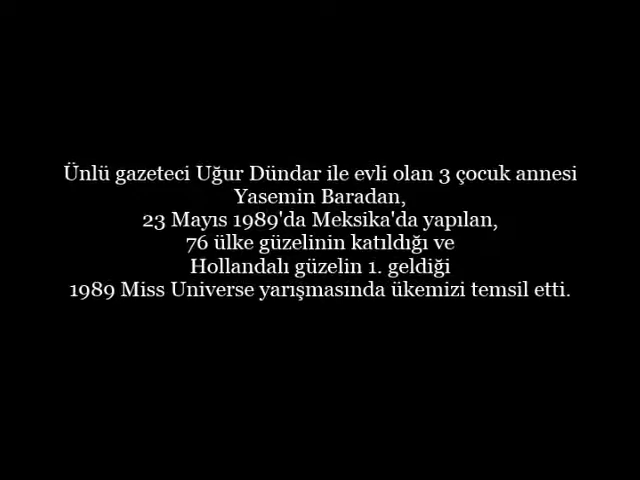 Ünlü gazeteci Uğur Dündar ile evli olan 3 çocuk annesi
Yasemin Baradan,
23 Mayıs 1989'da Meksika'da yapılan,
76 ülke güzelinin katıldığı ve
Hollandalı güzelin 1. geldiği
1989 Miss Universe yarışmasında ükemizi temsil etti.